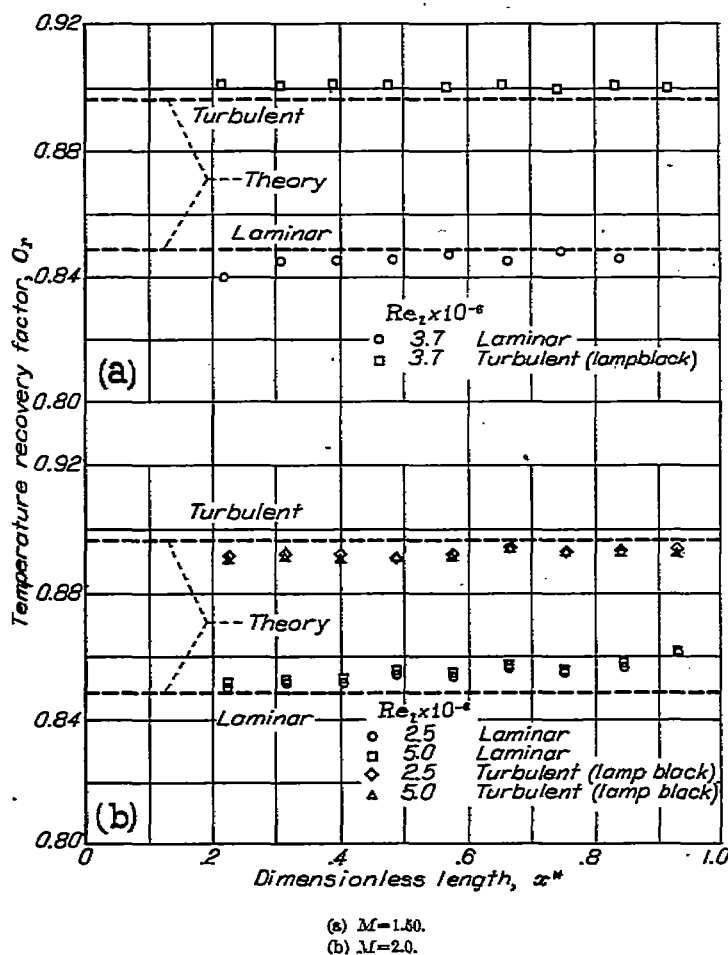 0.92
Turbulent
0.88
Theory
Laminar
0.84
Re₂x10⁻⁶
3.7 Laminar
3.7 Turbulent (lampblack)
(a)
0.80
Temperature recovery factor, Cr
0.92
Turbulent
0.88
Theory
0.84
Laminar
Re₂x10⁻⁶
2.5 Laminar
5.0 Laminar
2.5 Turbulent (lamp black)
5.0 Turbulent (lamp black)
(b)
0.80
0 .2 .4 .6 .8 1.0
Dimensionless length, x*
(a) M=1.50.
(b) M=2.0.